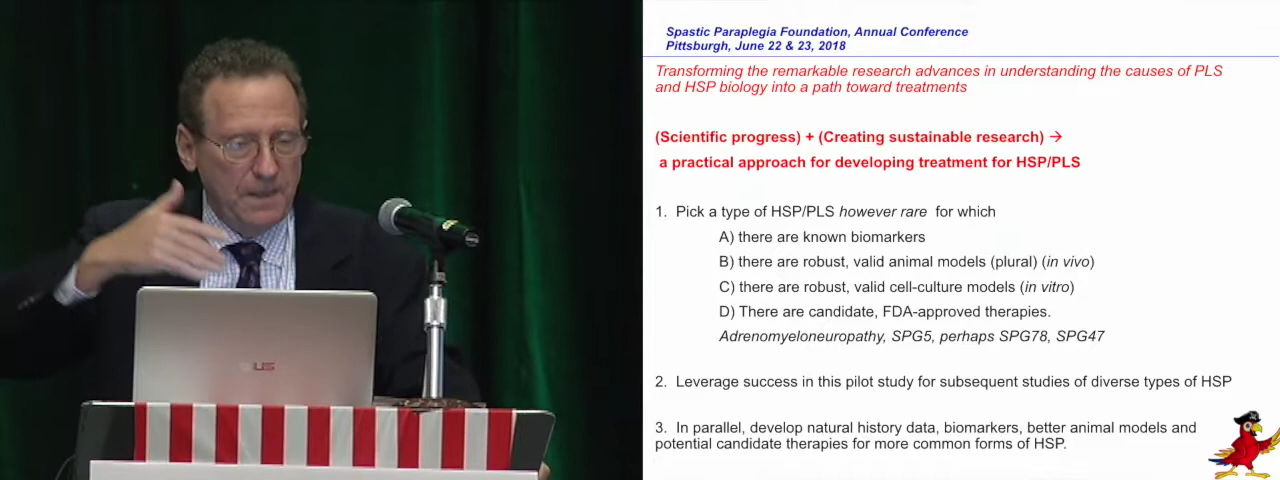 Spastic Paraplegia Foundation, Annual Conference
Pittsburgh, June 22 & 23, 2018
Transforming the remarkable research advances in understanding the causes of PLS
and HSP biology into a path toward treatments
(Scientific progress) + (Creating sustainable research) →
a practical approach for developing treatment for HSP/PLS
1. Pick a type of HSP/PLS however rare for which
A) there are known biomarkers
B) there are robust, valid animal models (plural) (in vivo)
C) there are robust, valid cell-culture models (in vitro)
D) There are candidate, FDA-approved therapies.
Adrenomyeloneuropathy, SPG5, perhaps SPG78, SPG47
2. Leverage success in this pilot study for subsequent studies of diverse types of HSP
3. In parallel, develop natural history data, biomarkers, better animal models and
potential candidate therapies for more common forms of HSP.